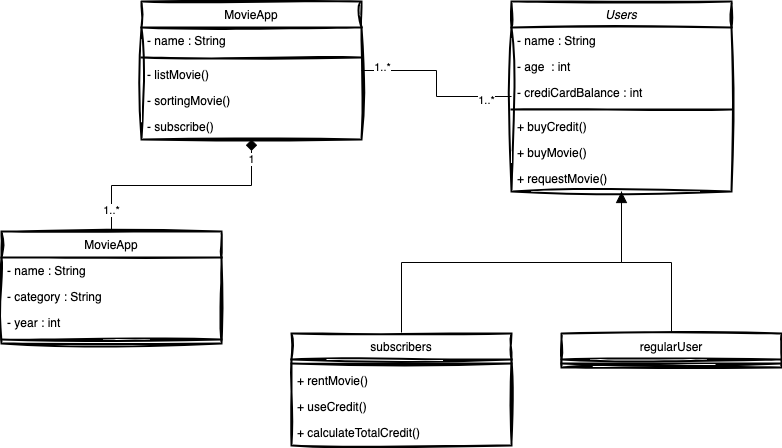 MovieApp
- name : String
- listMovie()
- sortingMovie()
- subscribe()
1..*
1..*
Users
- name : String
- age  : int
- crediCardBalance : int
+ buyCredit()
+ buyMovie()
+ requestMovie()
1
1..*
MovieApp
- name : String
- category : String
- year : int
subscribers
+ rentMovie()
+ useCredit()
+ calculateTotalCredit()
regularUser